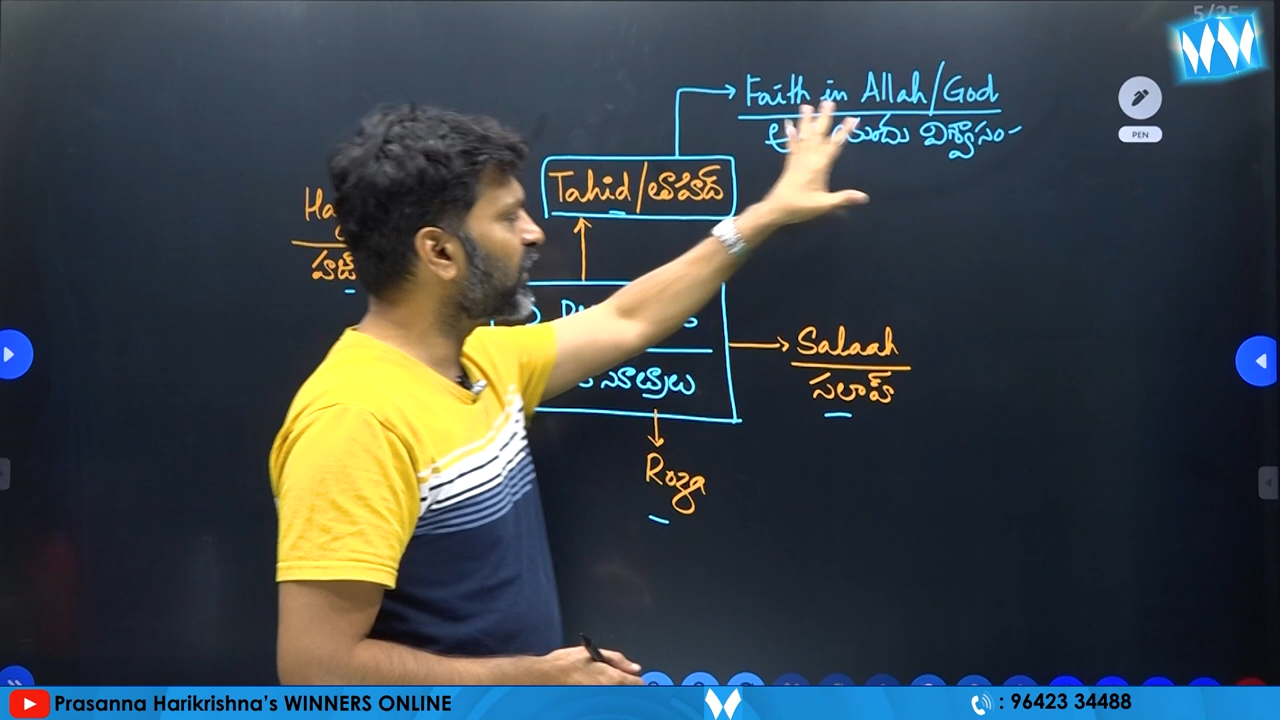 5/25
Faith in Allah/God
విశ్వాసం
PEN
Tahid/తాహిద్
Salaah
సలాహ్
సూత్రాలు
Roza
Prasanna Harikrishna's WINNERS ONLINE
: 96423 34488